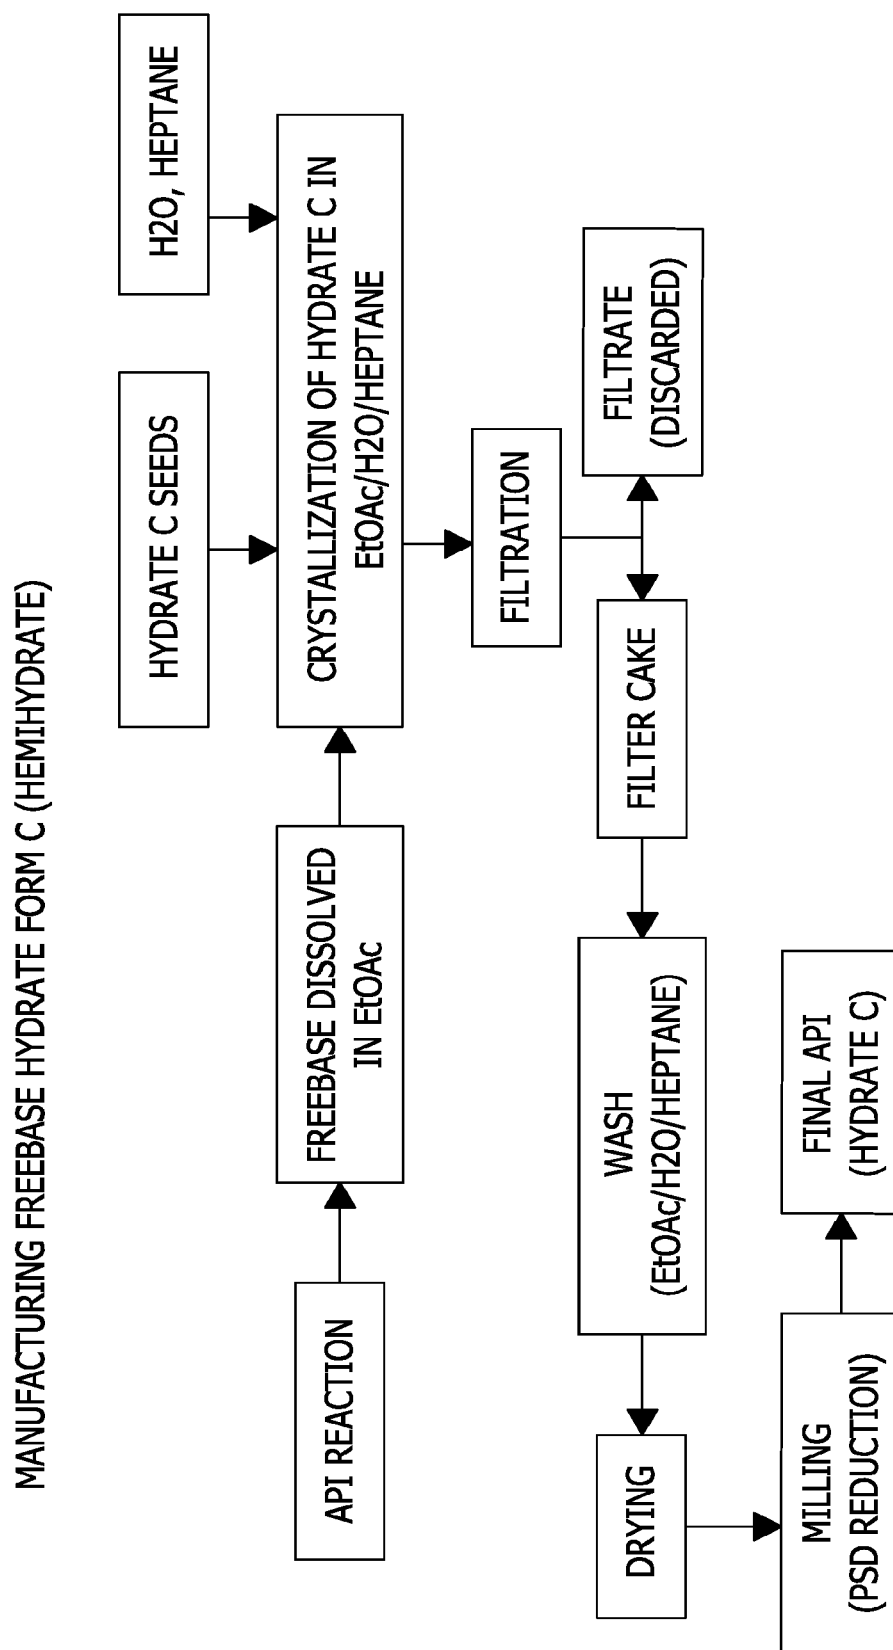 MANUFACTURING FREEBASE HYDRATE FORM C (HEMIHYDRATE)
HYDRATE C SEEDS
H2O, HEPTANE
API REACTION
FREEBASE DISSOLVED
IN EtOAc
CRYSTALLIZATION OF HYDRATE C IN
EtOAc/H2O/HEPTANE
FILTRATION
DRYING
WASH
(EtOAc/H2O/HEPTANE)
FILTER CAKE
FILTRATE
(DISCARDED)
MILLING
(PSD REDUCTION)
FINAL API
(HYDRATE C)